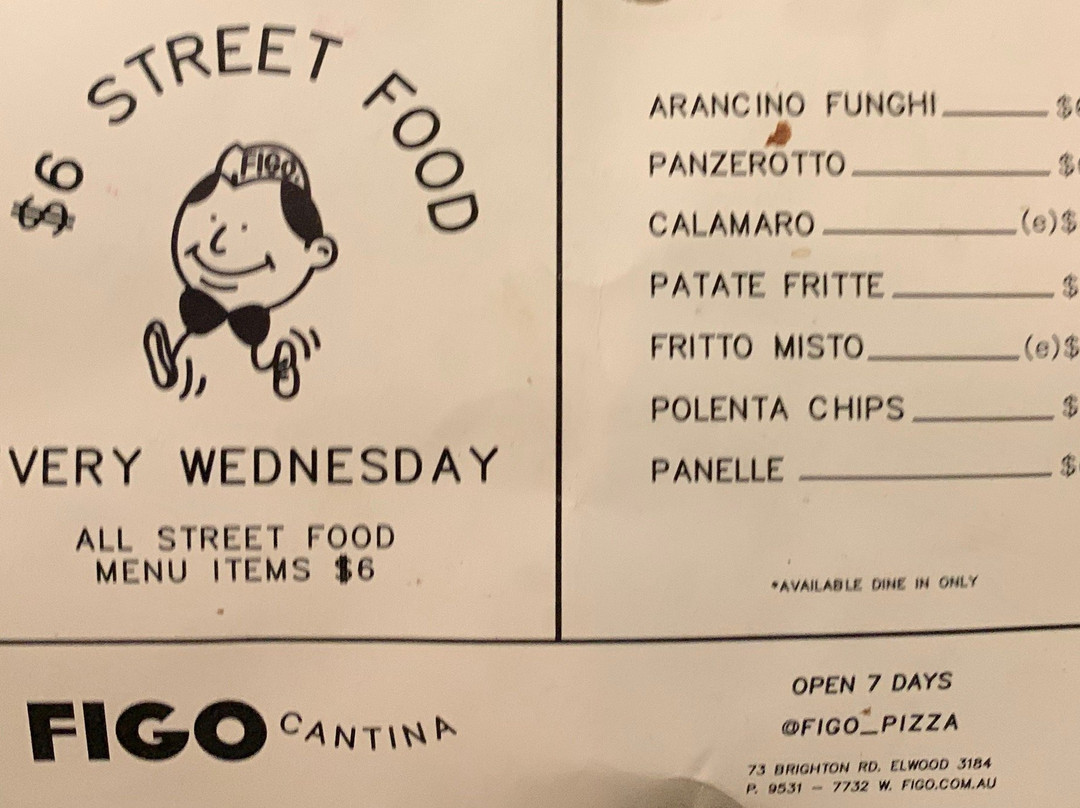 $6 STREET FOOD
FIGO.
VERY WEDNESDAY
ALL STREET FOOD
MENU ITEMS $6
ARANCINO FUNGHI $
PANZEROTTO $
CALAMARO (e)$
PATATE FRITTE $
FRITTO MISTO (e)$
POLENTA CHIPS $
PANELLE $
*AVAILABLE DINE IN ONLY
FIGO CANTINA
OPEN 7 DAYS
@FIGO_PIZZA
73 BRIGHTON RD. ELWOOD 3184
P. 9531 - 7732 W. FIGO.COM.AU